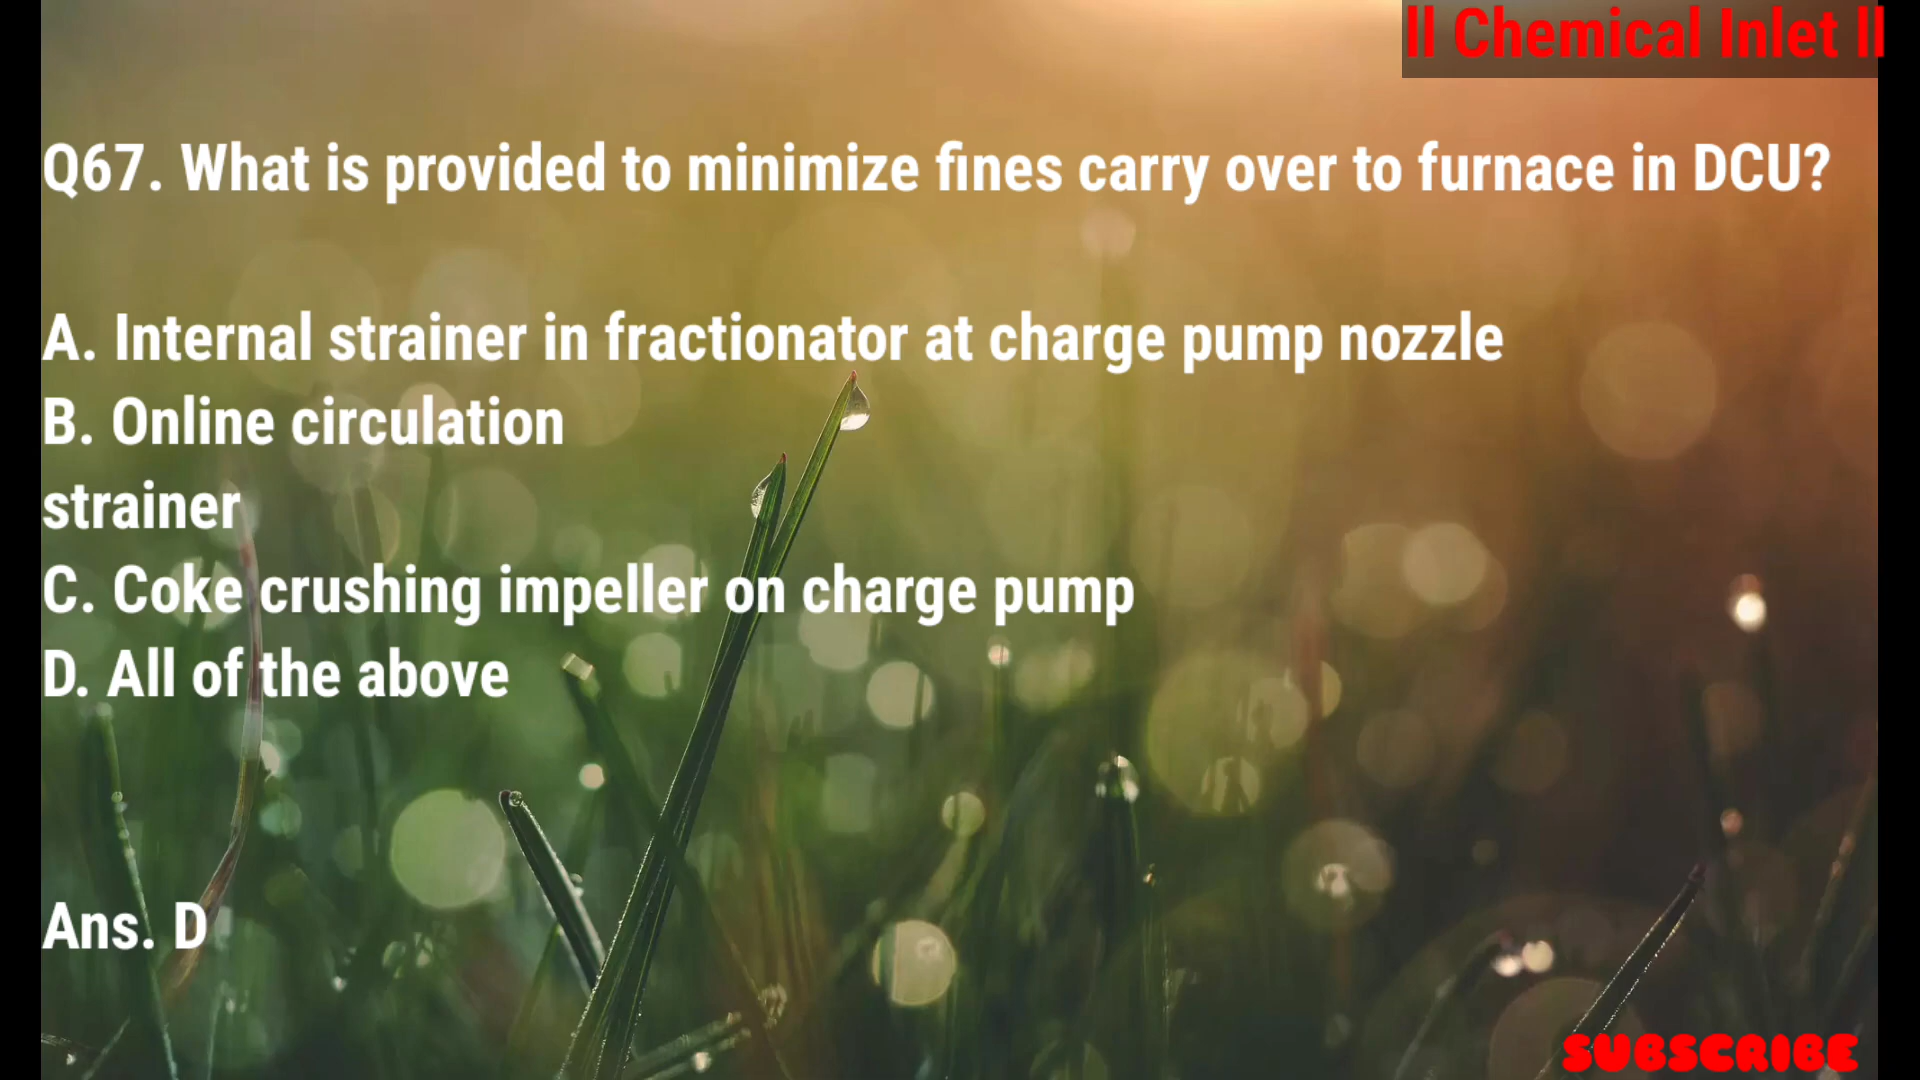 ll Chemical Inlet ll
Q67. What is provided to minimize fines carry over to furnace in DCU?
A. Internal strainer in fractionator at charge pump nozzle
B. Online circulation
strainer
C. Coke crushing impeller on charge pump
D. All of the above
Ans. D
SUBSCRIBE